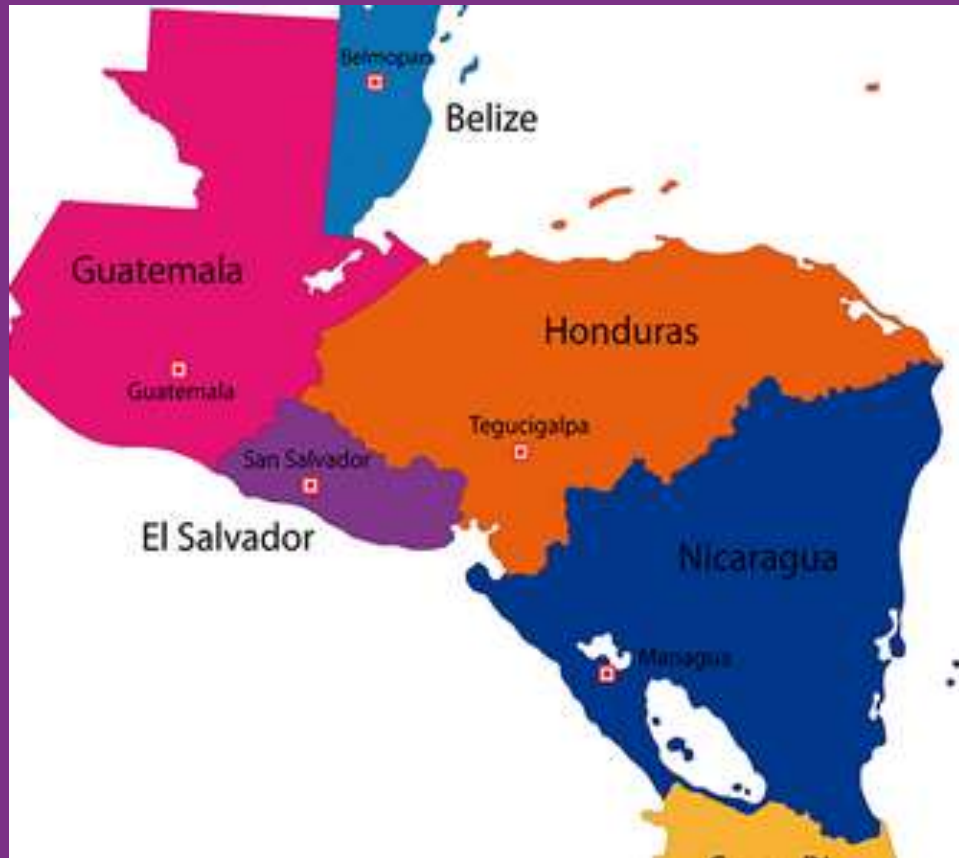 Belmopan
Belize
Guatemala
Honduras
Guatemala
Tegucigalpa
San Salvador
El Salvador
Nicaragua
Managua